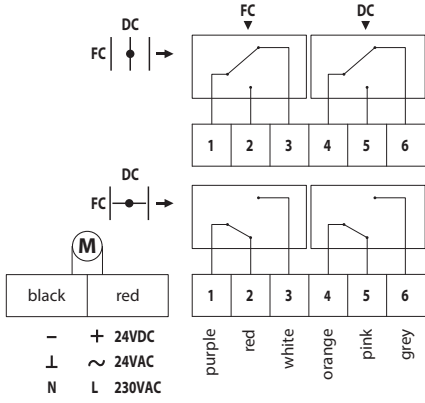 FC DC
DC
FC
1 2 3 4 5 6
DC
FC
M
black red
1 2 3 4 5 6
purple red white orange pink grey
− + 24VDC
⊥ ~ 24VAC
N L 230VAC